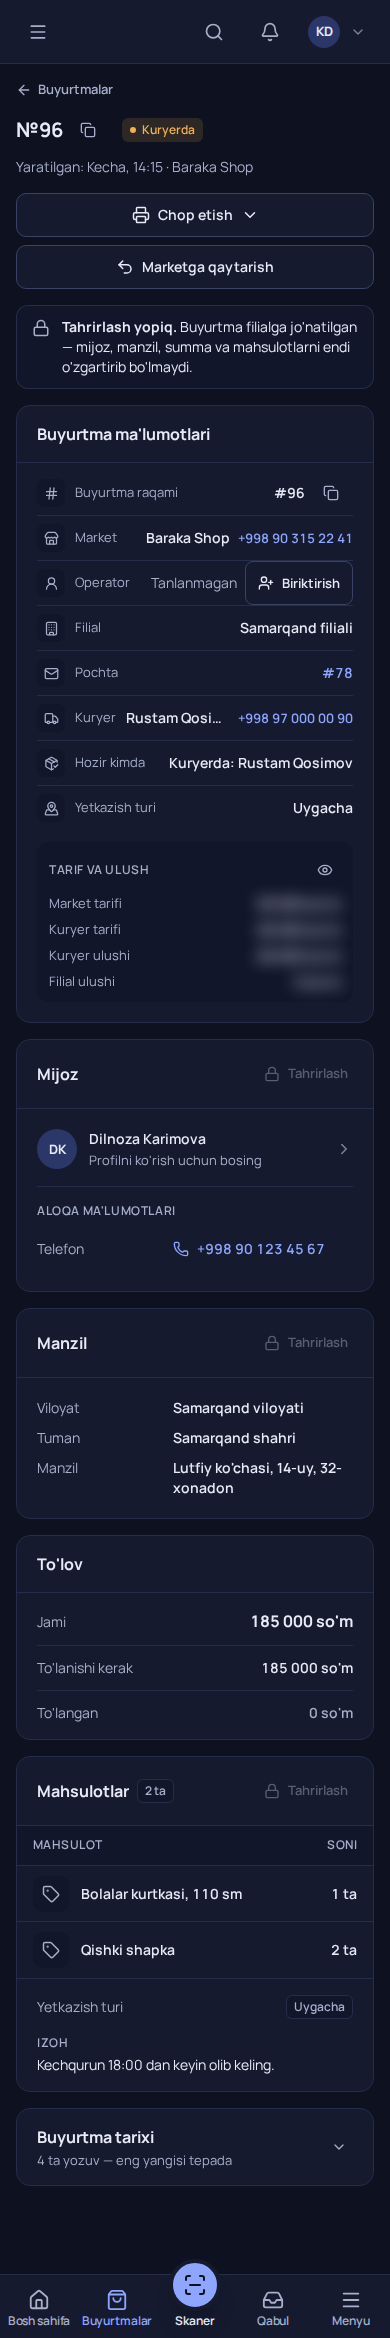 KD
Buyurtmalar
№96
Kuryerda
Yaratilgan: Kecha, 14:15 · Baraka Shop
Chop etish
Marketga qaytarish
Tahrirlash yopiq. Buyurtma filialga jo'natilgan
— mijoz, manzil, summa va mahsulotlarni endi
o'zgartirib bo'lmaydi.
Buyurtma ma'lumotlari
Buyurtma raqami #96
Market Baraka Shop +998 90 315 22 41
Operator Tanlanmagan Biriktirish
Filial Samarqand filiali
Pochta #78
Kuryer Rustam Qosi... +998 97 000 00 90
Hozir kimda Kuryerda: Rustam Qosimov
Yetkazish turi Uygacha
TARIF VA ULUSH
Market tarifi
Kuryer tarifi
Kuryer ulushi
Filial ulushi
Mijoz Tahrirlash
DK
Dilnoza Karimova
Profilni ko'rish uchun bosing
ALOQA MA'LUMOTLARI
Telefon +998 90 123 45 67
Manzil Tahrirlash
Viloyat Samarqand viloyati
Tuman Samarqand shahri
Manzil Lutfiy ko'chasi, 14-uy, 32-
xonadon
To'lov
Jami 185 000 so'm
To'lanishi kerak 185 000 so'm
To'langan 0 so'm
Mahsulotlar 2 ta Tahrirlash
MAHSULOT SONI
Bolalar kurtkasi, 110 sm 1 ta
Qishki shapka 2 ta
Yetkazish turi Uygacha
IZOH
Kechqurun 18:00 dan keyin olib keling.
Buyurtma tarixi
4 ta yozuv — eng yangisi tepada
Bosh sahifa Buyurtmalar Skaner Qabul Menyu